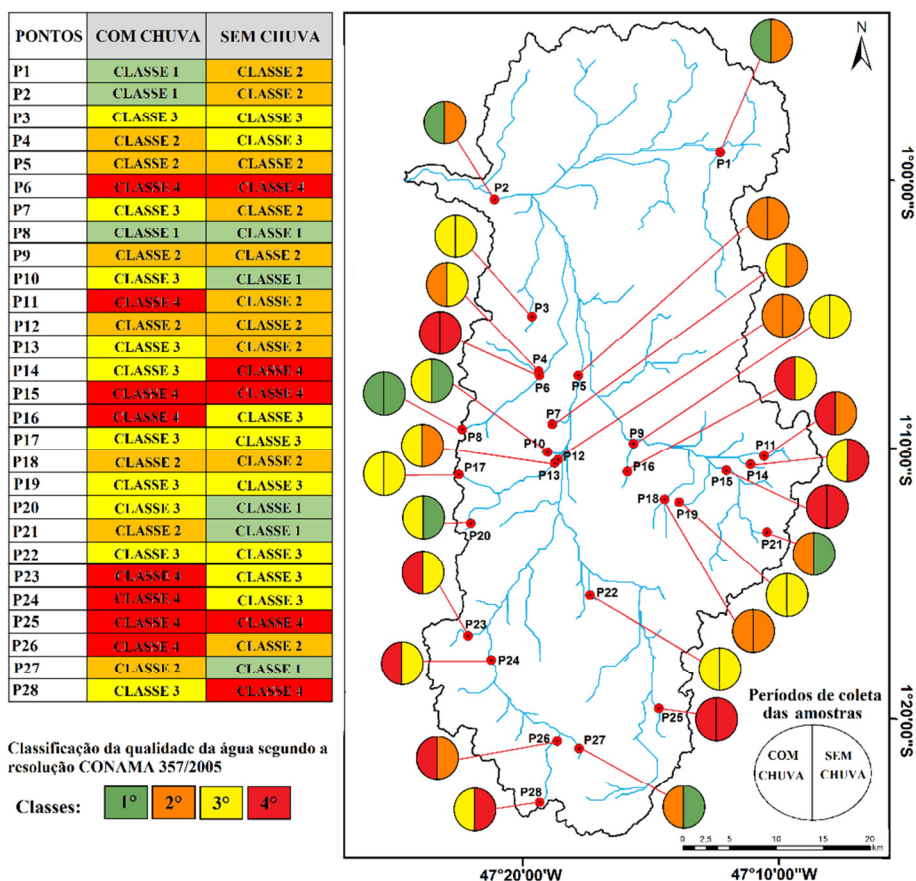 PONTOS COM CHUVA SEM CHUVA
P1 CLASSE 1 CLASSE 2
P2 CLASSE 1 CLASSE 2
P3 CLASSE 3 CLASSE 3
P4 CLASSE 2 CLASSE 3
P5 CLASSE 2 CLASSE 2
P6 CLASSE 4 CLASSE 4
P7 CLASSE 3 CLASSE 2
P8 CLASSE 1 CLASSE 1
P9 CLASSE 2 CLASSE 2
P10 CLASSE 3 CLASSE 1
P11 CLASSE 4 CLASSE 2
P12 CLASSE 2 CLASSE 2
P13 CLASSE 3 CLASSE 2
P14 CLASSE 3 CLASSE 4
P15 CLASSE 4 CLASSE 4
P16 CLASSE 4 CLASSE 3
P17 CLASSE 3 CLASSE 3
P18 CLASSE 2 CLASSE 2
P19 CLASSE 3 CLASSE 3
P20 CLASSE 3 CLASSE 1
P21 CLASSE 2 CLASSE 1
P22 CLASSE 3 CLASSE 3
P23 CLASSE 4 CLASSE 3
P24 CLASSE 4 CLASSE 3
P25 CLASSE 4 CLASSE 4
P26 CLASSE 4 CLASSE 2
P27 CLASSE 2 CLASSE 1
P28 CLASSE 3 CLASSE 4
Classificação da qualidade da água segundo a
resolução CONAMA 357/2005
Classes: 1° 2° 3° 4°
N
P1
P2
P3
P4
P6
P5
P7
P8
P9
P10
P12
P13
P11
P14
P15
P16
P17
P18
P19
P20
P21
P22
P23
P24
P25
P26
P27
P28
1°00'00"S
1°10'00"S
1°20'00"S
Períodos de coleta
das amostras
COM SEM
CHUVA CHUVA
0 2,5 5 10 15 20
km
47°20'00"W 47°10'00"W